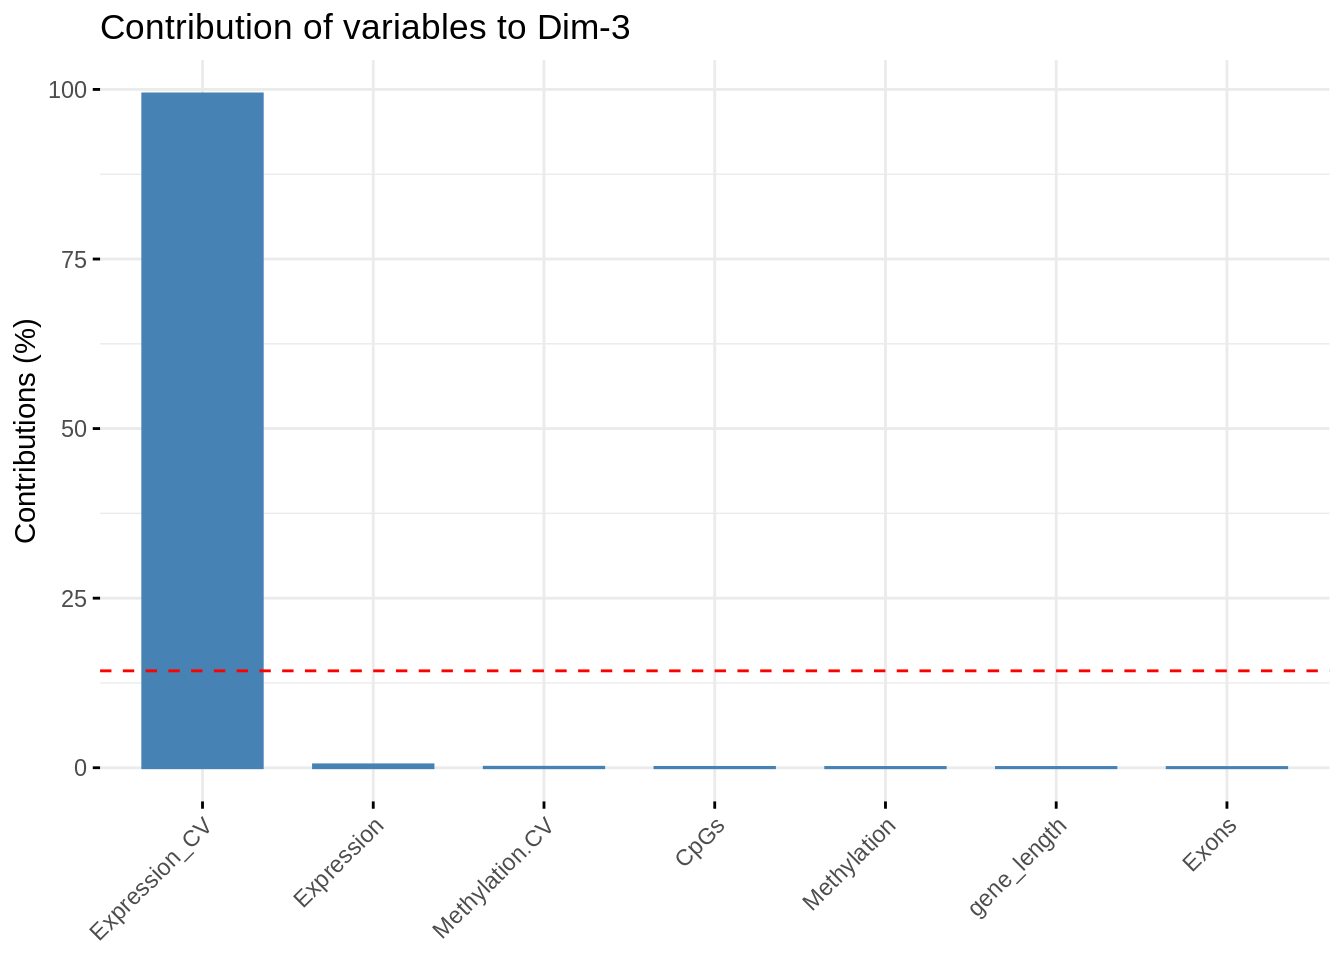 Contribution of variables to Dim-3
Contributions (%)
100
75
50
25
0
Expression_CV
Expression
Methylation.CV
CpGs
Methylation
gene_length
Exons